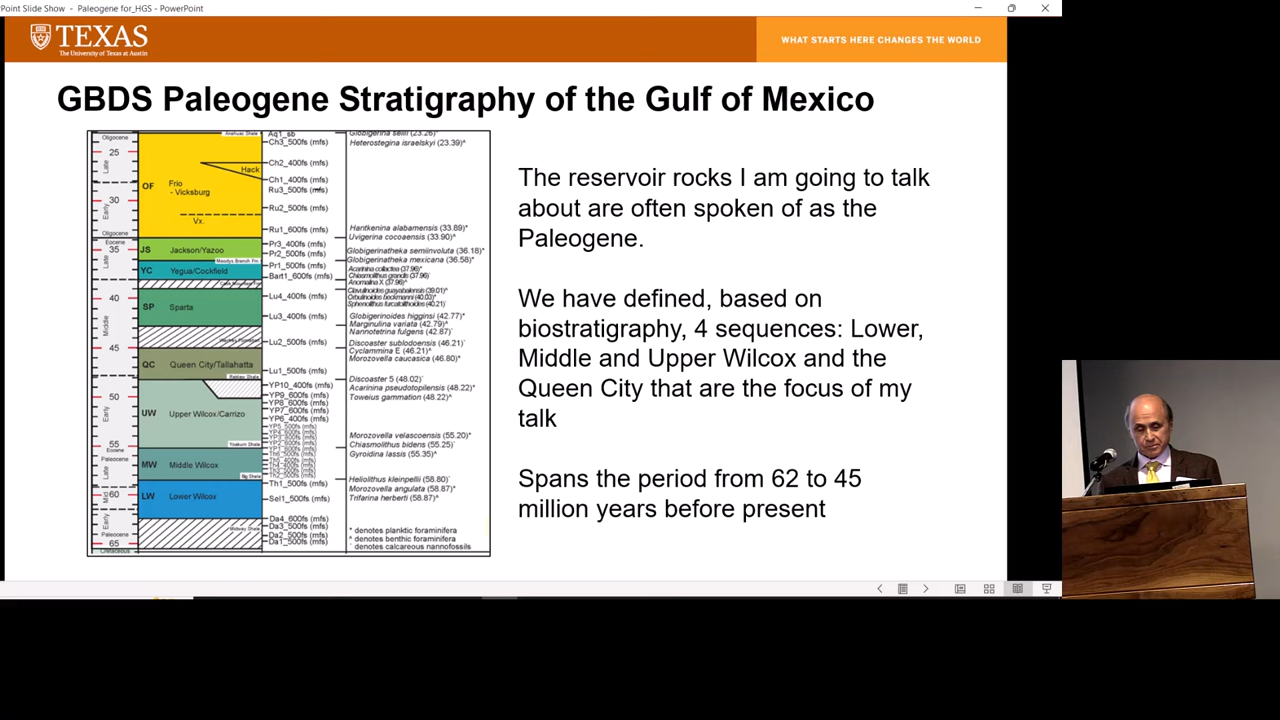 Point Slide Show - Paleogene for_HGS - PowerPoint
TEXAS
The University of Texas at Austin
WHAT STARTS HERE CHANGES THE WORLD
GBDS Paleogene Stratigraphy of the Gulf of Mexico
The reservoir rocks I am going to talk
about are often spoken of as the
Paleogene.
We have defined, based on
biostratigraphy, 4 sequences: Lower,
Middle and Upper Wilcox and the
Queen City that are the focus of my
talk
Spans the period from 62 to 45
million years before present
Oligocene
Late
Early
Oligocene
Eocene
Late
Middle
Early
Eocene
Paleocene
Late
Mid
Early
Paleocene
Cretaceous
25
30
35
40
45
50
55
60
65
Anahuac Shale
OF
Frio
- Vicksburg
Hack
Vx.
JS Jackson/Yazoo
Moodys Branch Fm
YC Yegua/Cockfield
SP Sparta
QC Queen City/Tallahatta
Reklaw Shale
UW Upper Wilcox/Carrizo
Yoakum Shale
MW Middle Wilcox
Big Shale
LW Lower Wilcox
Midway Shale
Aq1_sb
Ch3_500fs (mfs)
Ch2_400fs (mfs)
Ch1_400fs (mfs)
Ru3_500fs (mfs)
Ru2_500fs (mfs)
Ru1_600fs (mfs)
Pr3_400fs (mfs)
Pr2_500fs (mfs)
Pr1_500fs (mfs)
Bart1_600fs (mfs)
Lu4_400fs (mfs)
Lu3_400fs (mfs)
Lu2_500fs (mfs)
Lu1_500fs (mfs)
YP10_400fs (mfs)
YP9_600fs (mfs)
YP8_600fs (mfs)
YP7_600fs (mfs)
YP6_400fs (mfs)
Th1_500fs (mfs)
Sel1_500fs (mfs)
Da4_600fs (mfs)
Da3_500fs (mfs)
Da2_500fs (mfs)
Da1_500fs (mfs)
Globigerina sellii (23.26)*
Heterostegina israelskyi (23.39)^
Hantkenina alabamensis (33.89)*
Uvigerina cocoaensis (33.90)^
Globigerinatheka semiinvoluta (36.18)*
Globigerinatheka mexicana (36.58)*
Acarinina collactea (37.96)*
Chiasmolithus grandis (37.98)
Anomalina X (37.96)^
Clavulinoides guayabalensis (39.01)^
Orbulinoides beckmanni (40.03)*
Sphenolithus furcatolithoides (40.21)
Globigerinoides higginsi (42.77)*
Marginulina variata (42.79)^
Nannotetrina fulgens (42.87)`
Discoaster sublodoensis (46.21)`
Cyclammina E (46.21)^
Morozovella caucasica (46.80)*
Discoaster 5 (48.02)`
Acarinina pseudotopilensis (48.22)*
Toweius gammation (48.22)`
Morozovella velascoensis (55.20)*
Chiasmolithus bidens (55.25)`
Gyroidina lassis (55.35)^
Heliolithus kleinpellii (58.80)`
Morozovella angulata (58.87)*
Trifarina herberti (58.87)^
* denotes planktic foraminifera
^ denotes benthic foraminifera
` denotes calcareous nannofossils